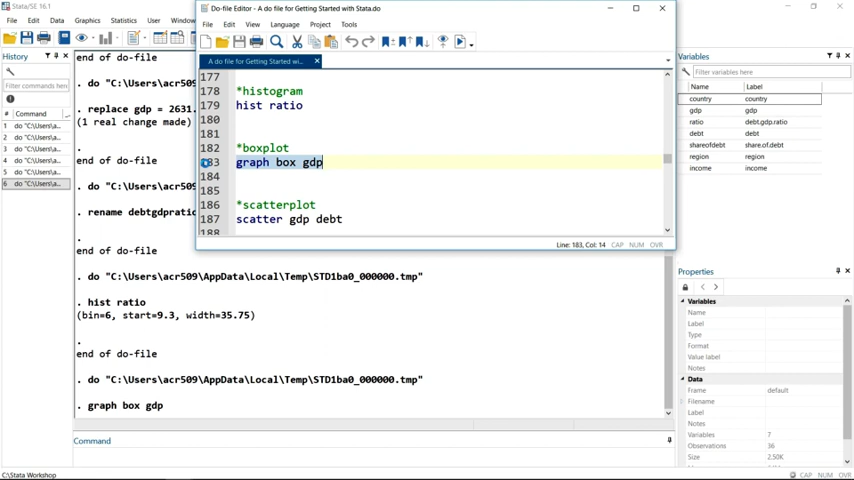 Stata/SE 16.1
File Edit Data Graphics Statistics User Window
History
Filter commands here
# Command
1 do "C:\Users\a...
2 do "C:\Users\a...
3 do "C:\Users\a...
4 do "C:\Users\a...
5 do "C:\Users\a...
6 do "C:\Users\a...
end of do-file
. do "C:\Users\acr509
. replace gdp = 2631.
(1 real change made)
.
end of do-file
. do "C:\Users\acr509
. rename debtgdpratio
.
end of do-file
. do "C:\Users\acr509\AppData\Local\Temp\STD1ba0_000000.tmp"
. hist ratio
(bin=6, start=9.3, width=35.75)
.
end of do-file
. do "C:\Users\acr509\AppData\Local\Temp\STD1ba0_000000.tmp"
. graph box gdp
Command
C:\Stata Workshop
Do-file Editor - A do file for Getting Started with Stata.do
File Edit View Language Project Tools
A do file for Getting Started wi...
177
178 *histogram
179 hist ratio
180
181
182 *boxplot
183 graph box gdp
184
185
186 *scatterplot
187 scatter gdp debt
188
Line: 183, Col: 14 CAP NUM OVR
Variables
Filter variables here
Name Label
country country
gdp gdp
ratio debt.gdp.ratio
debt debt
shareofdebt share.of.debt
region region
income income
Properties
Variables
Name
Label
Type
Format
Value label
Notes
Data
Frame default
Filename
Label
Notes
Variables 7
Observations 36
Size 2.50K
CAP NUM OVR